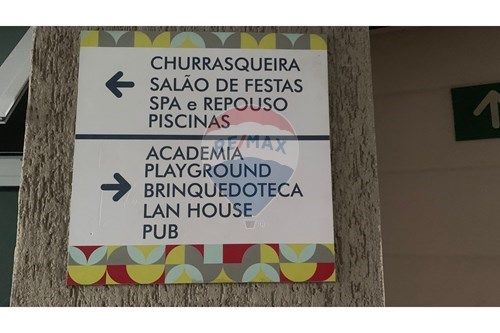 CHURRASQUEIRA
SALÃO DE FESTAS
SPA e REPOUSO
PISCINAS
RE/MAX
ACADEMIA
PLAYGROUND
BRINQUEDOTECA
LAN HOUSE
PUB